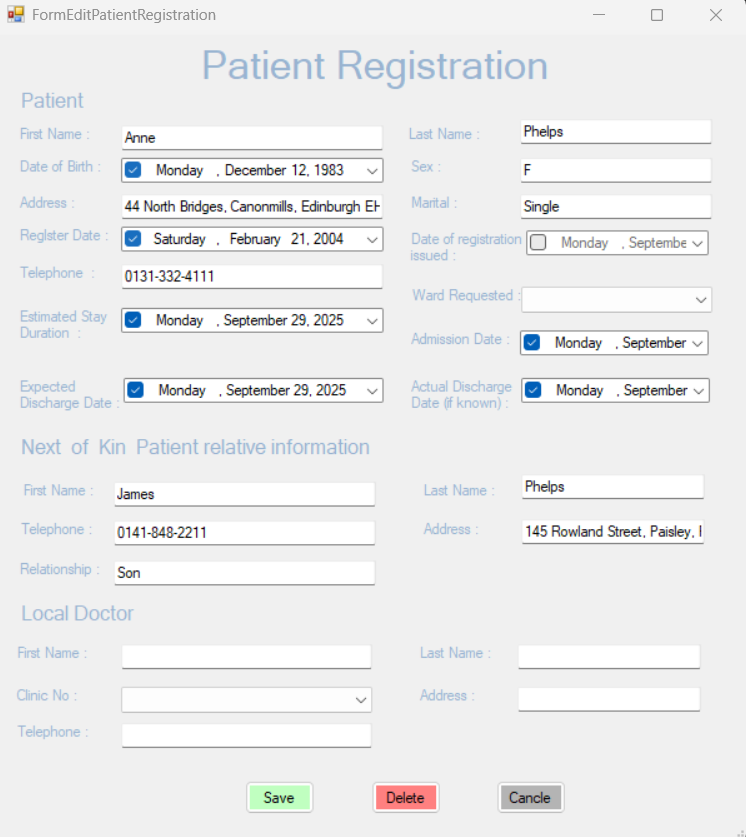 FormEditPatientRegistration
Patient Registration
Patient
First Name : Anne Last Name : Phelps
Date of Birth : Monday , December 12, 1983 Sex : F
Address : 44 North Bridges, Canonmills, Edinburgh EH Marital : Single
RegIster Date : Saturday , February 21, 2004 Date of registration issued : Monday , Septembe
Telephone : 0131-332-4111 Ward Requested :
Estimated Stay Duration : Monday , September 29, 2025 Admission Date : Monday , September
Expected Discharge Date : Monday , September 29, 2025 Actual Discharge Date (if known) : Monday , September
Next of Kin Patient relative information
First Name : James Last Name : Phelps
Telephone : 0141-848-2211 Address : 145 Rowland Street, Paisley,
Relationship : Son
Local Doctor
First Name : Last Name :
Clinic No : Address :
Telephone :
Save Delete Cancle